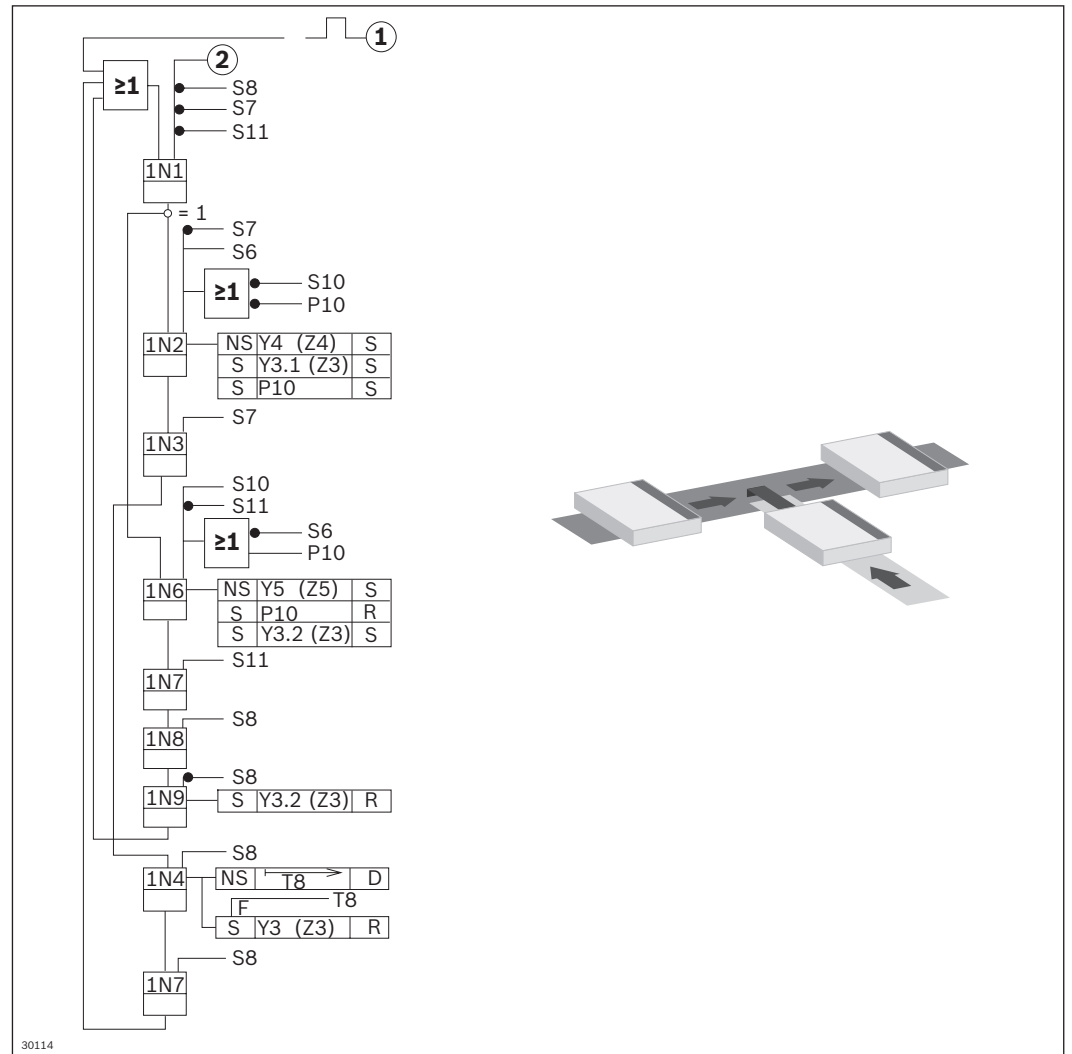 1
2
≥1
S8
S7
S11
1N1
= 1
S7
S6
≥1
S10
P10
1N2
NS Y4 (Z4) S
S Y3.1 (Z3) S
S P10 S
S7
1N3
S10
S11
≥1
S6
P10
1N6
NS Y5 (Z5) S
S P10 R
S Y3.2 (Z3) S
S11
1N7
S8
1N8
S8
1N9
S Y3.2 (Z3) R
S8
1N4
NS T8 D
F T8
S Y3 (Z3) R
S8
1N7
30114